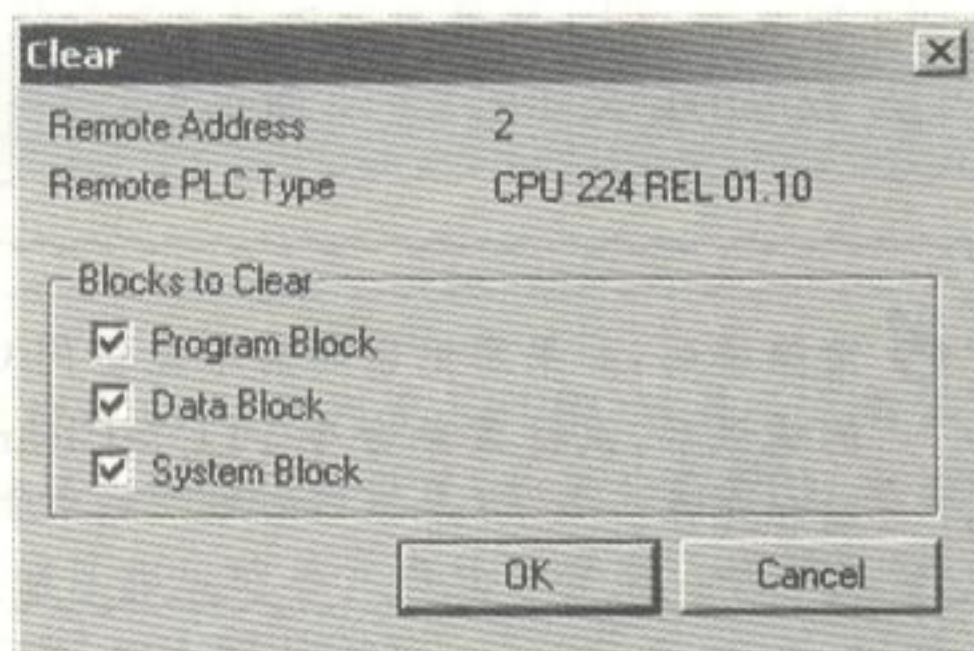 Clear
Remote Address 2
Remote PLC Type CPU 224 REL 01.10
Blocks to Clear
Program Block
Data Block
System Block
OK Cancel